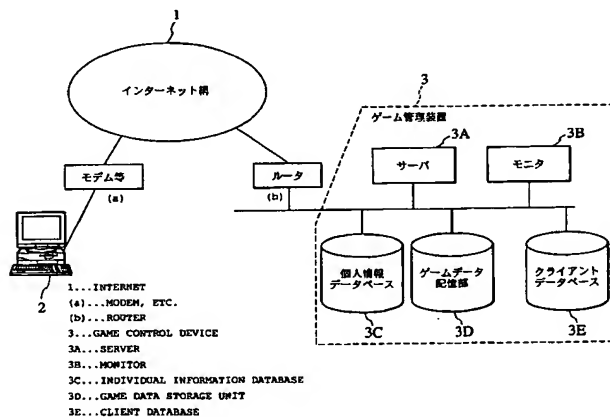 1
インターネット網
3
ゲーム管理装置
3A
3B
モデム等
(a)
ルータ
(b)
サーバ
モニタ
個人情報
データベース
ゲームデータ
記憶部
クライアント
データベース
2
3C
3D
3E
1...INTERNET
(a)...MODEM, ETC.
(b)...ROUTER
3...GAME CONTROL DEVICE
3A...SERVER
3B...MONITOR
3C...INDIVIDUAL INFORMATION DATABASE
3D...GAME DATA STORAGE UNIT
3E...CLIENT DATABASE